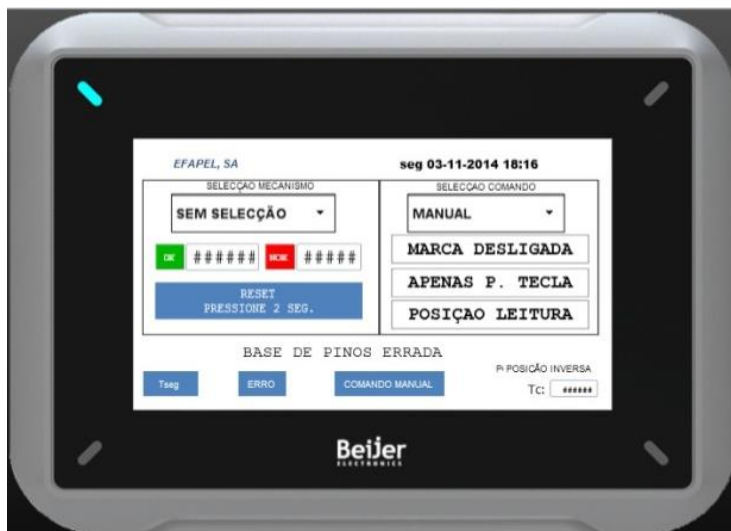 EFAPEL, SA
seg 03-11-2014 18:16
SELECÇAO MECANISMO
SEM SELECÇÃO
OK ###### NOK #####
RESET
PRESSIONE 2 SEG.
SELECÇAO COMANDO
MANUAL
MARCA DESLIGADA
APENAS P. TECLA
POSIÇAO LEITURA
BASE DE PINOS ERRADA
P/ POSIÇÃO INVERSA
Tseg
ERRO
COMANDO MANUAL
Tc: ######
Beijer
ELECTRONICS